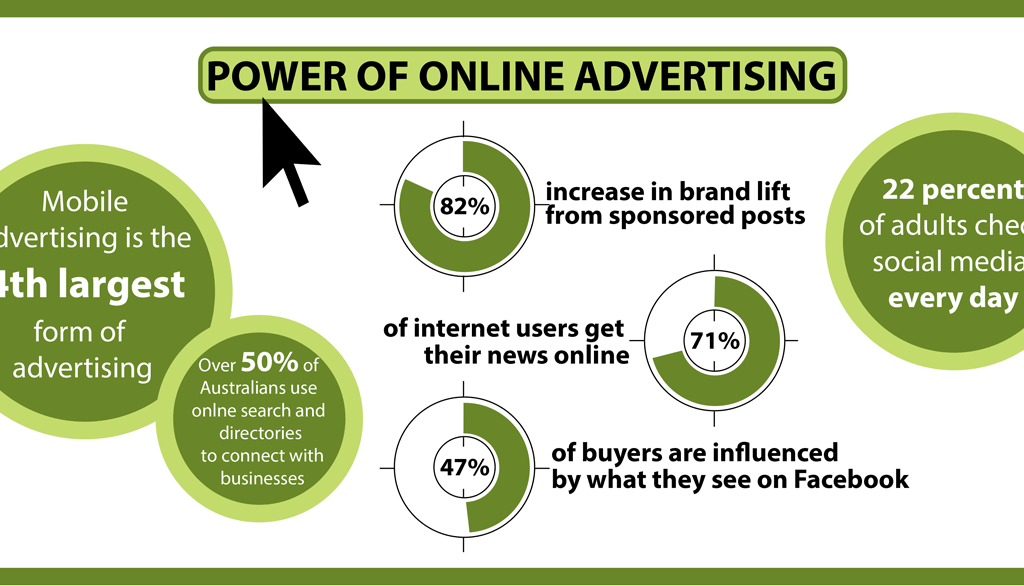 POWER OF ONLINE ADVERTISING
Mobile
dvertising is the
4th largest
form of
advertising
Over 50% of
Australians use
onlne search and
directories
to connect with
businesses
82%
increase in brand lift
from sponsored posts
of internet users get
their news online
71%
47%
of buyers are influenced
by what they see on Facebook
22 percent
of adults chec
social media
every day